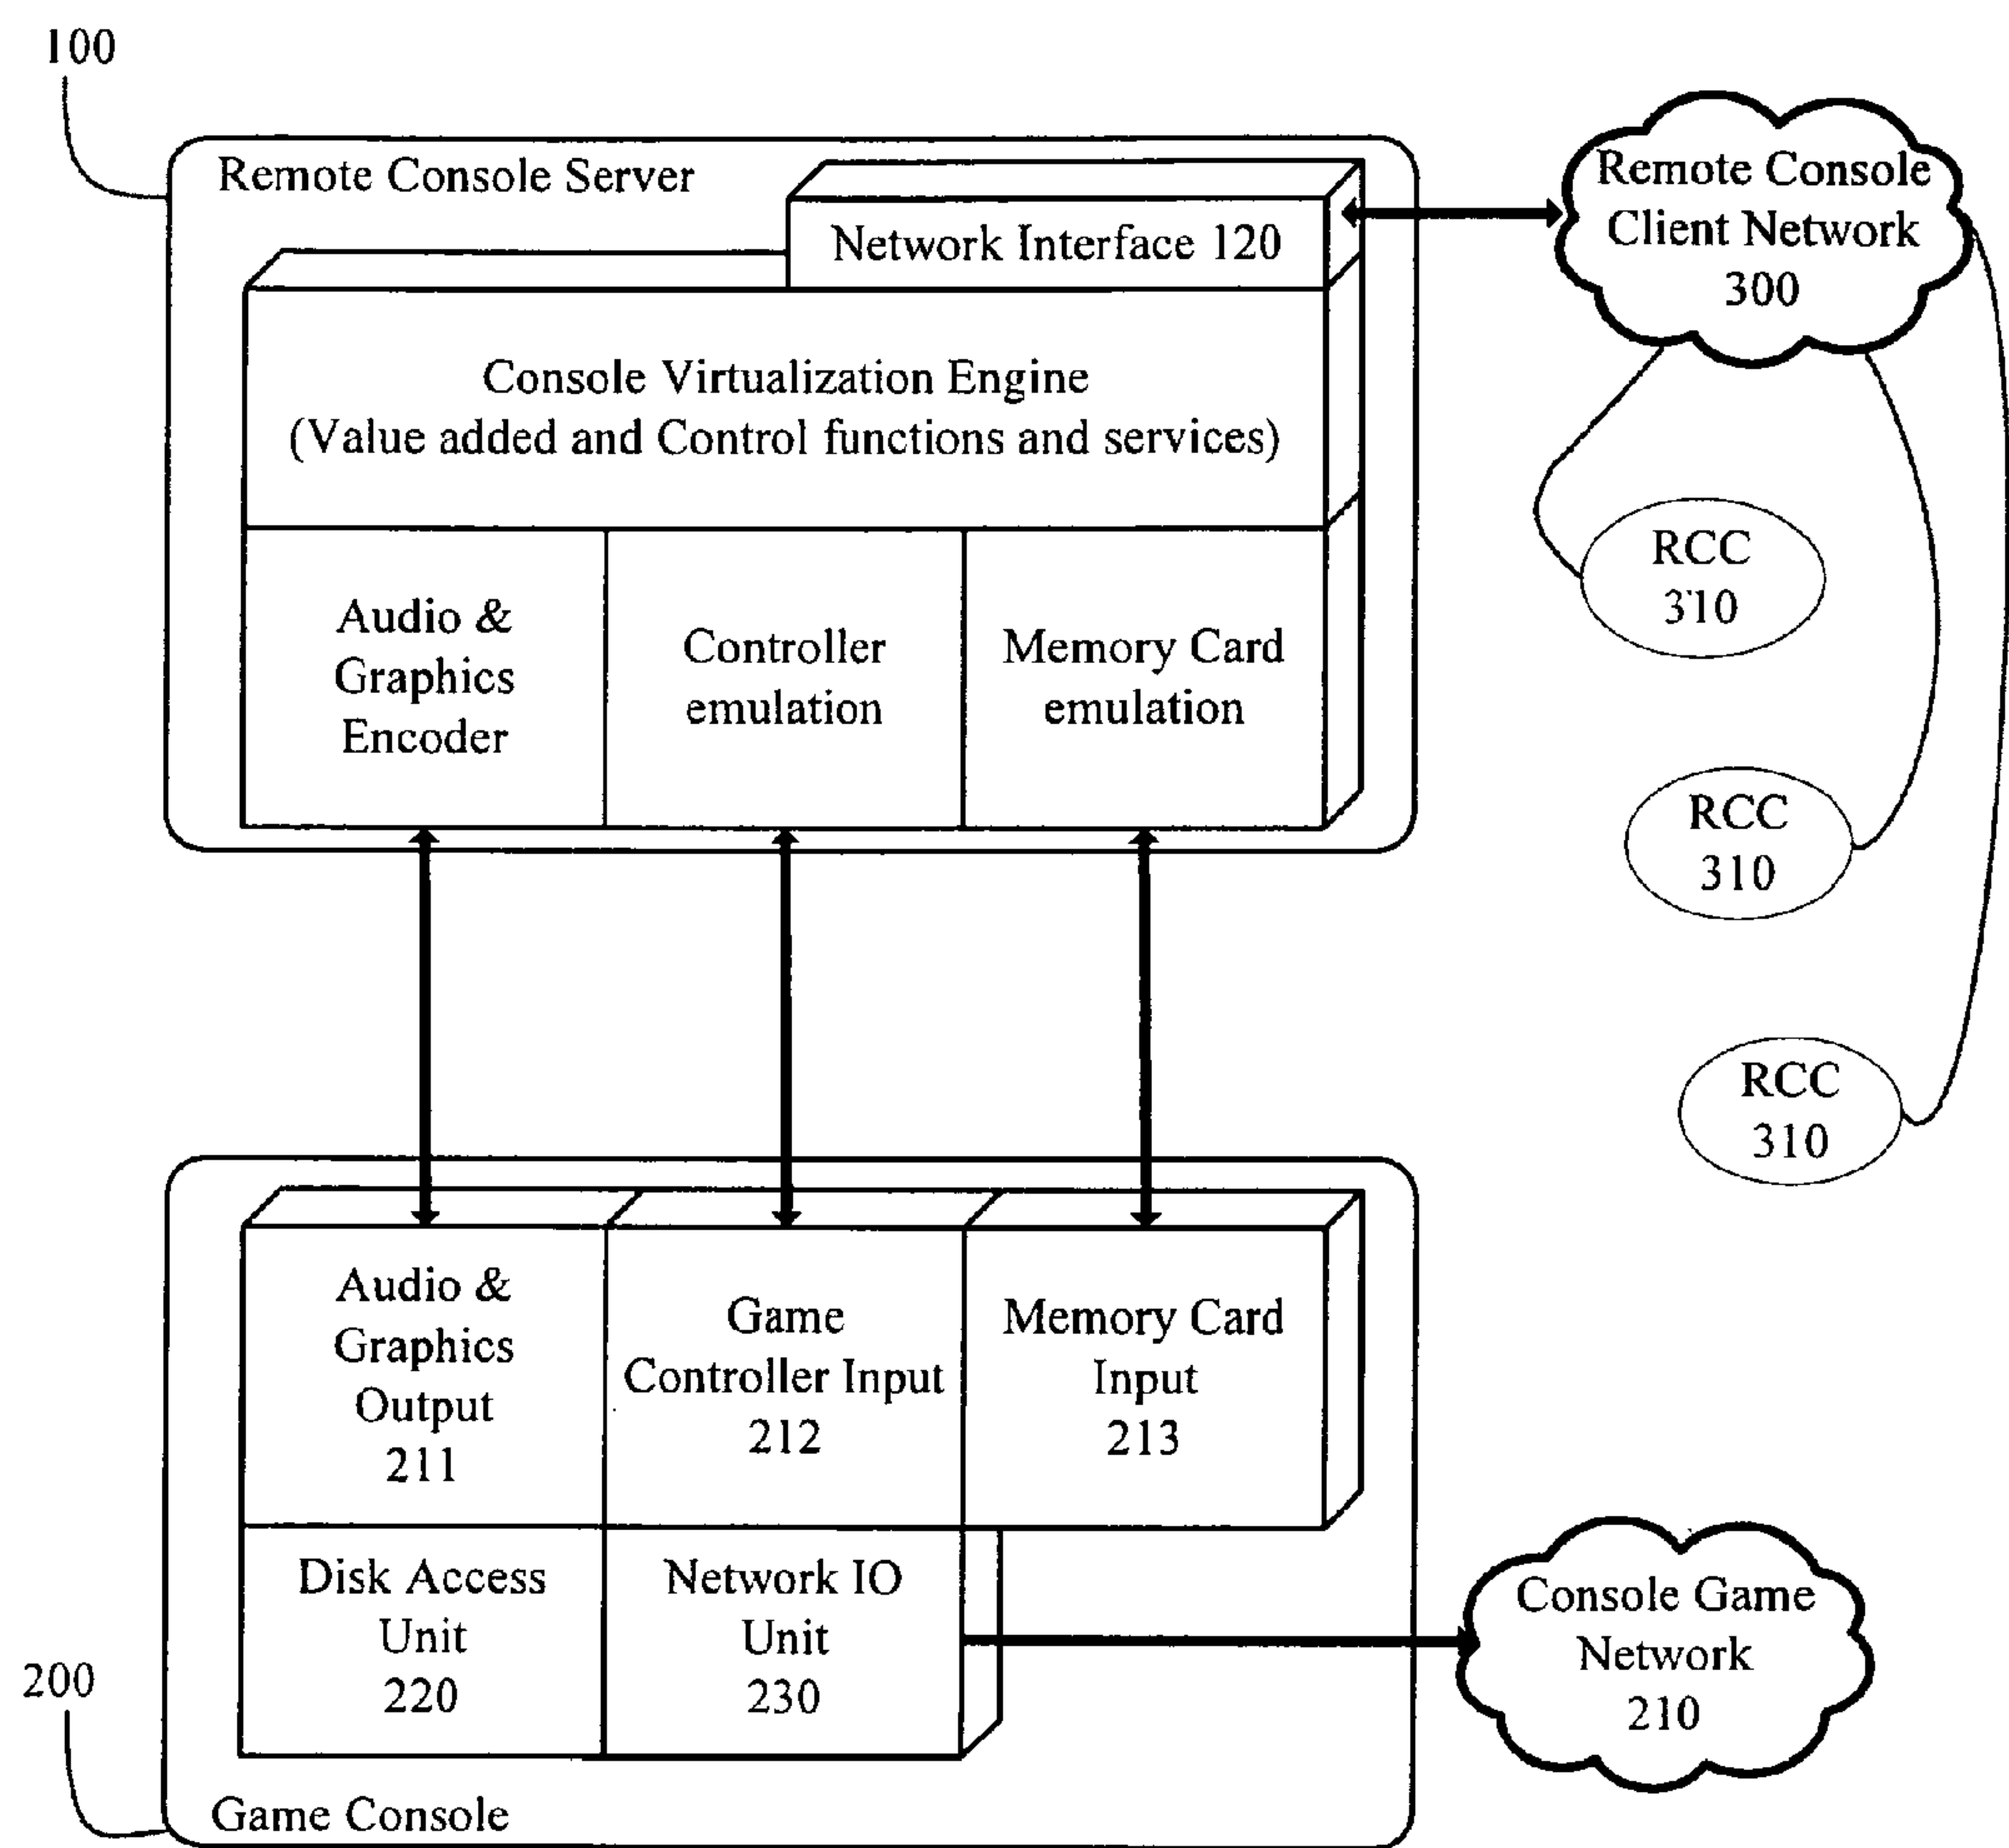 100
Remote Console Server
Network Interface 120
Console Virtualization Engine
(Value added and Control functions and services)
Audio &
Graphics
Encoder
Controller
emulation
Memory Card
emulation
Remote Console
Client Network
300
RCC
310
RCC
310
RCC
310
Audio &
Graphics
Output
211
Game
Controller Input
212
Memory Card
Input
213
Disk Access
Unit
220
Network IO
Unit
230
Console Game
Network
210
200
Game Console